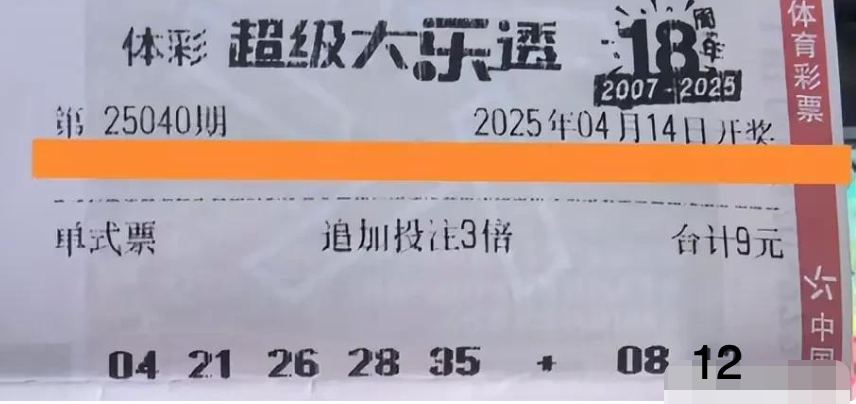 体彩 超级大乐透 18周年
2007-2025
第 25040期 2025年04月14日开奖
单式票 追加投注3倍 合计9元
04 21 26 28 35 + 08 12
体育彩票
中国